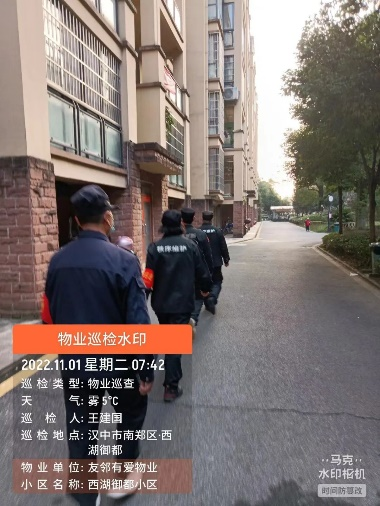 秩序维护
物业巡检水印
2022.11.01 星期二 07:42
巡检类型: 物业巡查
天气: 雾 5℃
巡检人: 王建国
巡检地点: 汉中市南郑区·西
湖御都
物业单位: 友邻有爱物业
小区名称: 西湖御都小区
马克
水印相机
时间防篡改